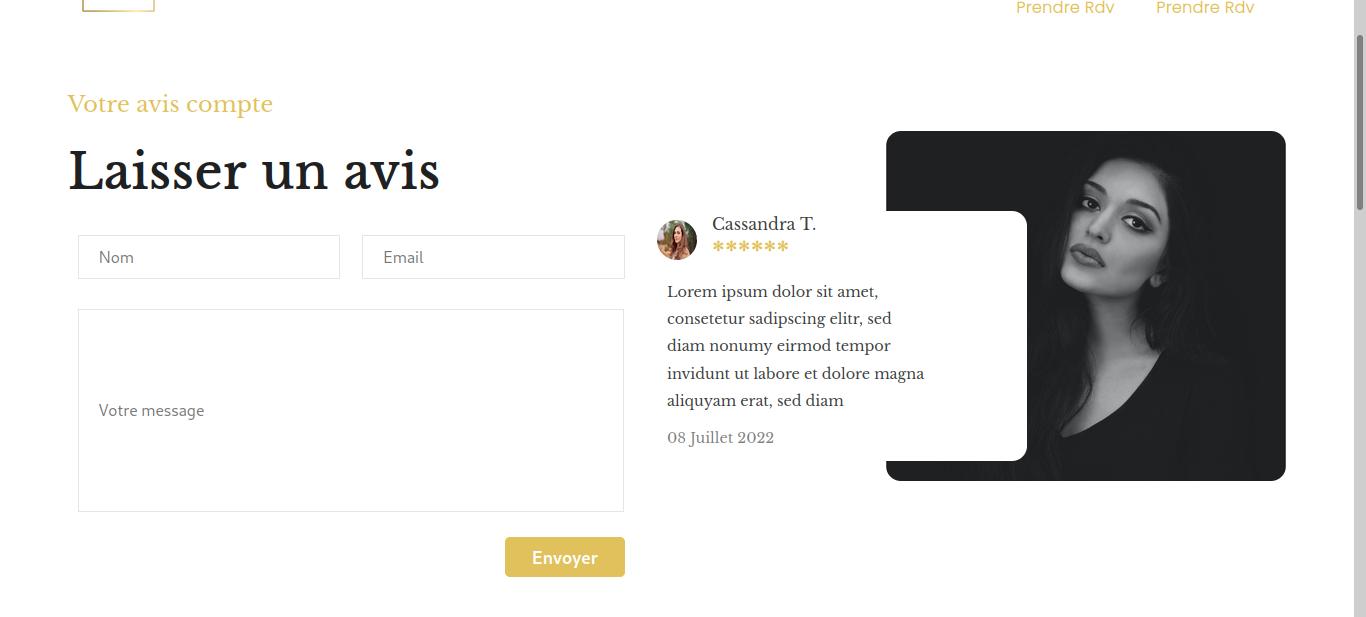 Prendre Rdv Prendre Rdv
Votre avis compte
Laisser un avis
Nom
Email
Votre message
Envoyer
Cassandra T.
******
Lorem ipsum dolor sit amet,
consetetur sadipscing elitr, sed
diam nonumy eirmod tempor
invidunt ut labore et dolore magna
aliquyam erat, sed diam
08 Juillet 2022